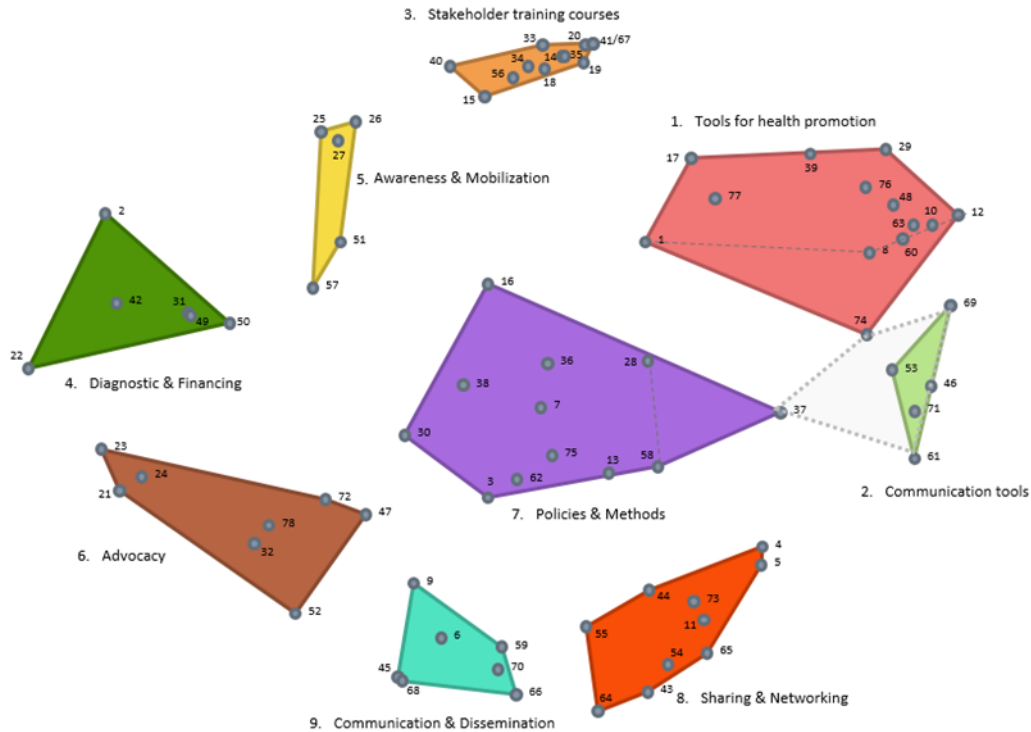 3. Stakeholder training courses
33 20 41/67
40 34 14 35
56 18 19
15
25 26
27
5. Awareness & Mobilization
51
57
1. Tools for health promotion
17 39 29
76
77 48
63 10 12
1 8 60
74
2
42 31
49 50
22
4. Diagnostic & Financing
16
36 28
38
7
30 37
75 13 58
3 62
7. Policies & Methods
69
53 46
71
61
2. Communication tools
23
24
21 72
47
78
32
6. Advocacy
52
9
6 59
45 70
68 66
9. Communication & Dissemination
4
5
44 73
11
55
54 65
64 43
8. Sharing & Networking